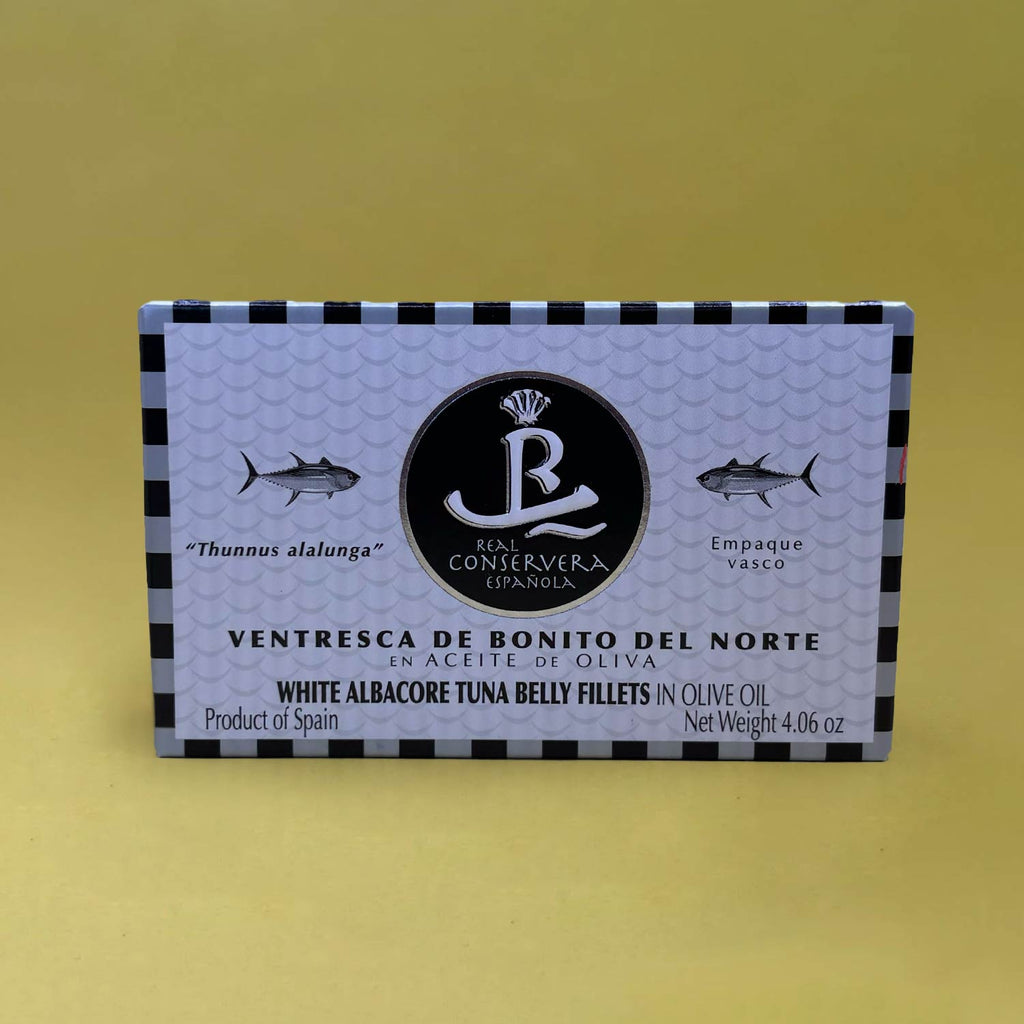 REAL
CONSERVERA
ESPAÑOLA
"Thunnus alalunga"
Empaque
vasco
VENTRESCA DE BONITO DEL NORTE
EN ACEITE DE OLIVA
WHITE ALBACORE TUNA BELLY FILLETS IN OLIVE OIL
Product of Spain
Net Weight 4.06 oz